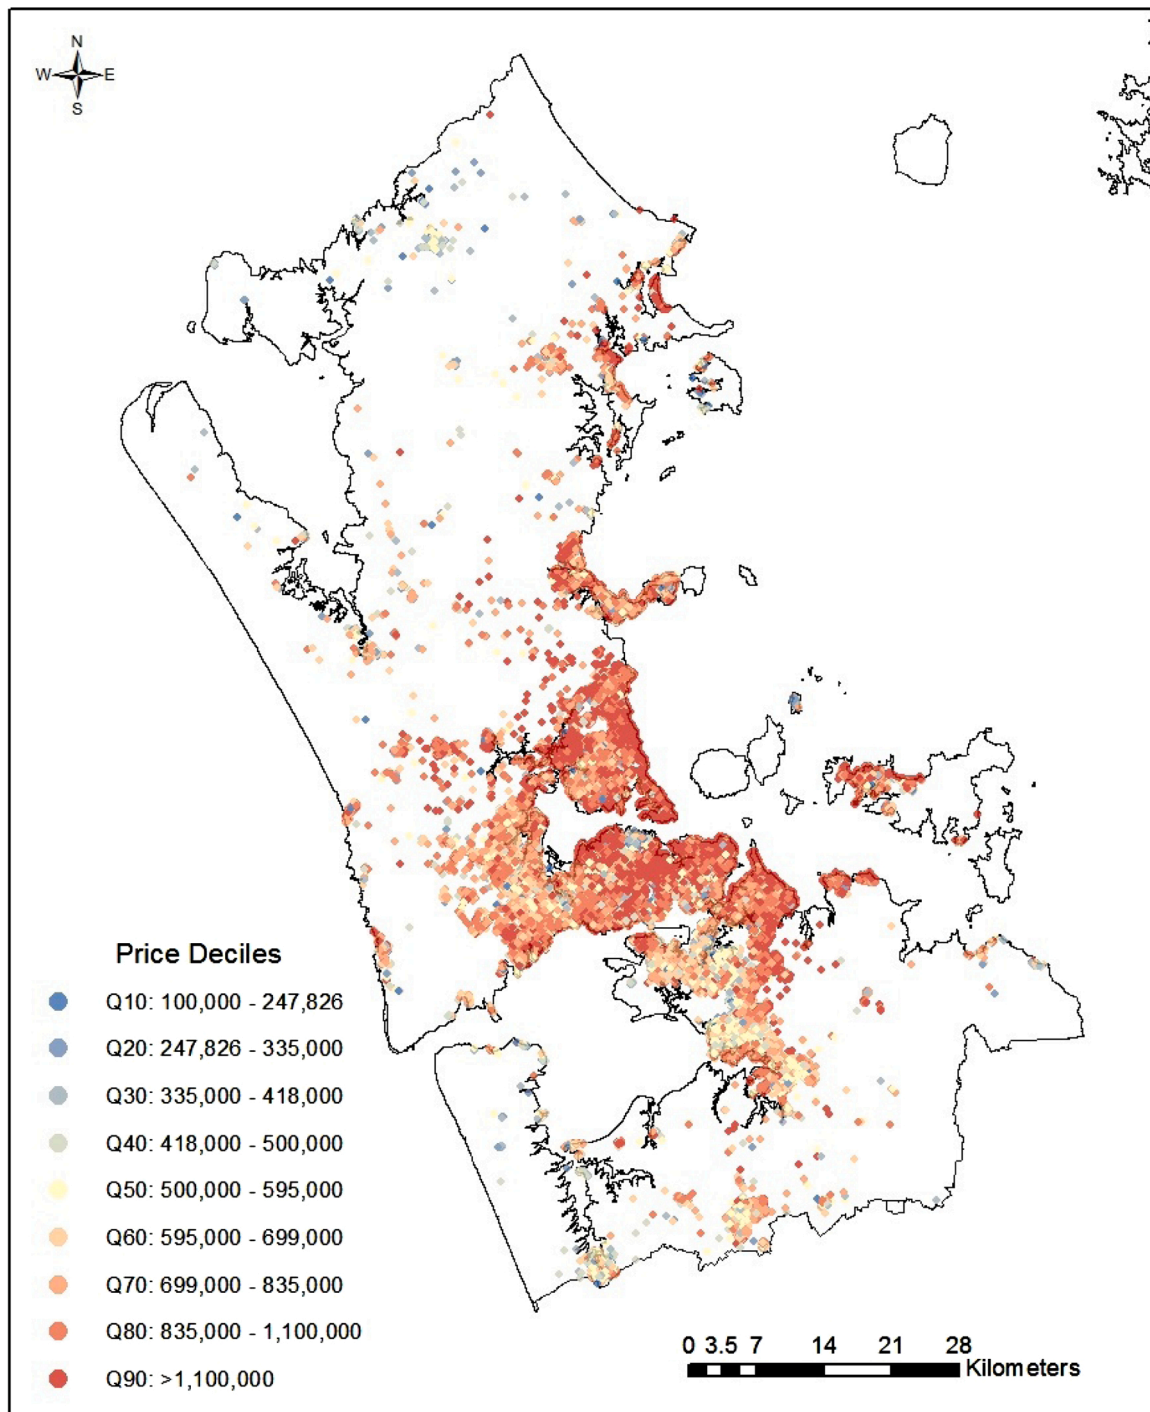 N
W E
S
Price Deciles
Q10: 100,000 - 247,826
Q20: 247,826 - 335,000
Q30: 335,000 - 418,000
Q40: 418,000 - 500,000
Q50: 500,000 - 595,000
Q60: 595,000 - 699,000
Q70: 699,000 - 835,000
Q80: 835,000 - 1,100,000
Q90: >1,100,000
0 3.5 7 14 21 28
Kilometers